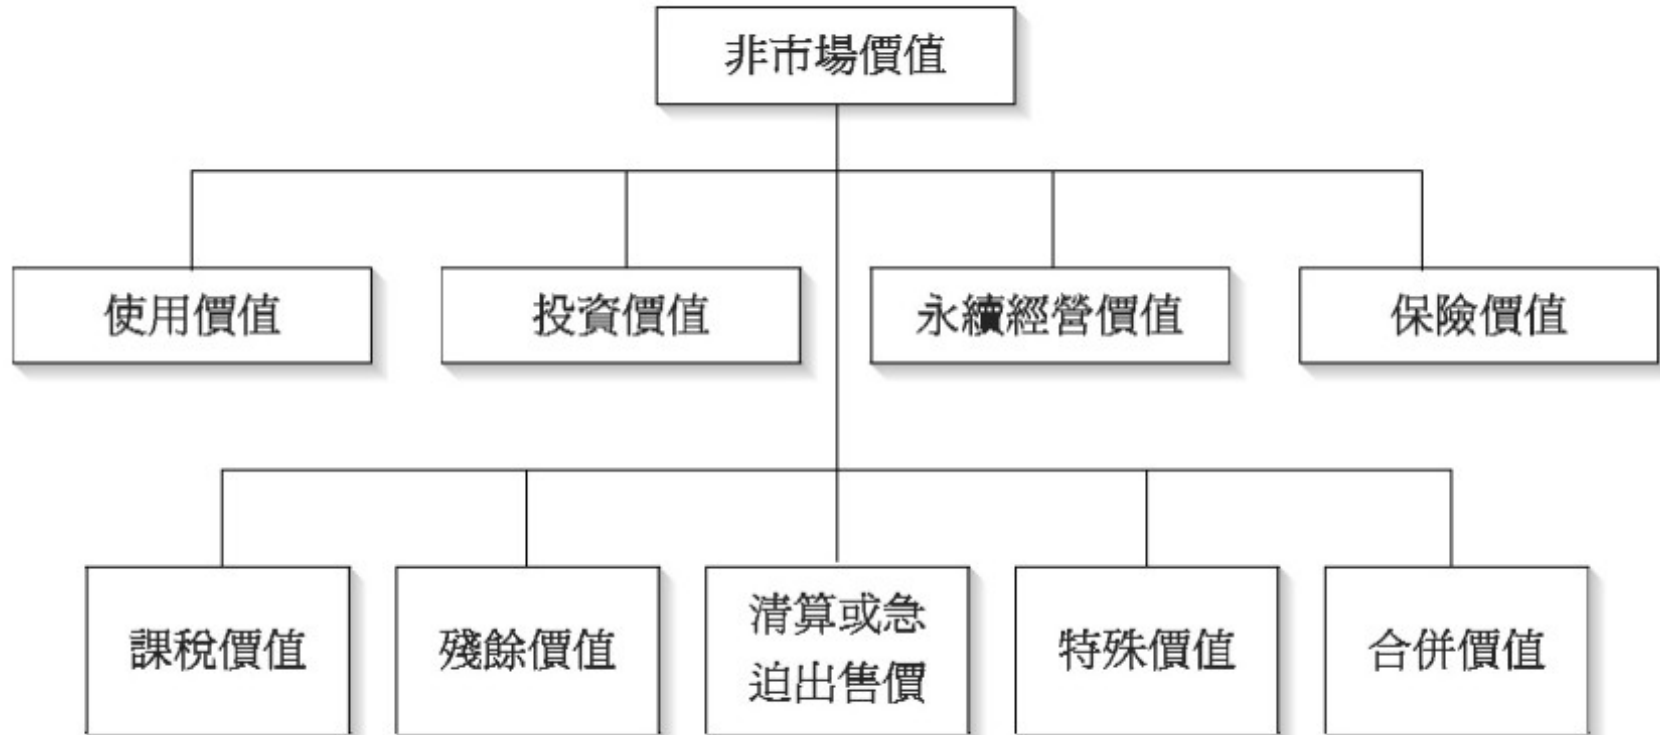 非市場價值
使用價值
投資價值
永續經營價值
保險價值
課稅價值
殘餘價值
清算或急
迫出售價
特殊價值
合併價值